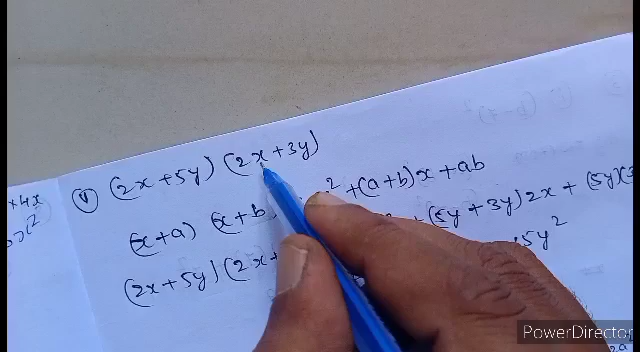 +4x
(v) (2x+5y) (2x+3y)
(x+a) (x+b 2 +(a+b)x+ab
(2x+5y) (2x+ +(5y+3y)2x+ (5y)(3
5y²
PowerDirector